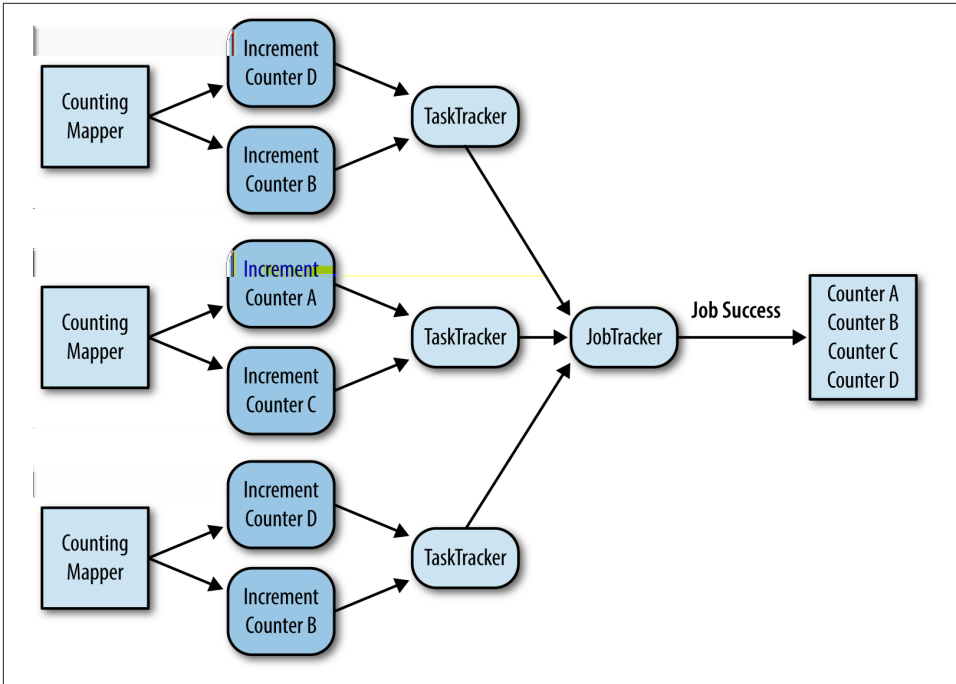 Counting
Mapper
Increment
Counter D
Increment
Counter B
TaskTracker
Counting
Mapper
Increment
Counter A
Increment
Counter C
TaskTracker
JobTracker
Job Success
Counter A
Counter B
Counter C
Counter D
Counting
Mapper
Increment
Counter D
Increment
Counter B
TaskTracker